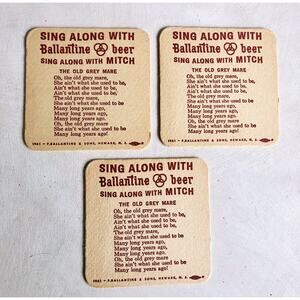 SING ALONG WITH
Ballantine beer
SING ALONG WITH MITCH
THE OLD GREY MARE
Oh, the old grey mare,
She ain't what she used to be,
Ain't what she used to be,
Ain't what she used to be,
Oh, the old grey mare,
She ain't what she used to be
Many long years ago,
Many long years ago,
Many long years ago,
Oh, the old grey mare,
She ain't what she used to be
Many long years ago!
1961 - P. BALLANTINE & SONS, NEWARK, N. J.
SING ALONG WITH
Ballantine beer
SING ALONG WITH MITCH
THE OLD GREY MARE
Oh, the old grey mare,
She ain't what she used to be,
Ain't what she used to be,
Ain't what she used to be,
Oh, the old grey mare,
She ain't what she used to be
Many long years ago,
Many long years ago,
Many long years ago,
Oh, the old grey mare,
She ain't what she used to be
Many long years ago!
1961 - P. BALLANTINE & SONS, NEWARK, N. J.
SING ALONG WITH
Ballantine beer
SING ALONG WITH MITCH
THE OLD GREY MARE
Oh, the old grey mare,
She ain't what she used to be,
Ain't what she used to be,
Ain't what she used to be,
Oh, the old grey mare,
She ain't what she used to be
Many long years ago,
Many long years ago,
Many long years ago,
Oh, the old grey mare,
She ain't what she used to be
Many long years ago!
1961 - P. BALLANTINE & SONS, NEWARK, N. J.